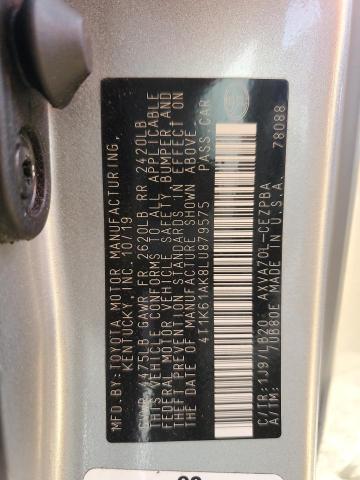 MFD.BY:TOYOTA MOTOR MANUFACTURING,
KENTUCKY, INC. 10/19
GVWR 4475LB GAWR FR 2620LB RR 2420LB
THIS VEHICLE CONFORMS TO ALL APPLICABLE
FEDERAL MOTOR VEHICLE SAFETY BUMPER AND
THEFT PREVENTION STANDARDS IN EFFECT ON
THE DATE OF MANUFACTURE SHOWN ABOVE.
4T1K61AK8LU879575 PASS.CAR
C/TR:1J9/LB20 AXVA70L-CEZPBA
A/TM: /UB80E MADE IN U.S.A. 78088